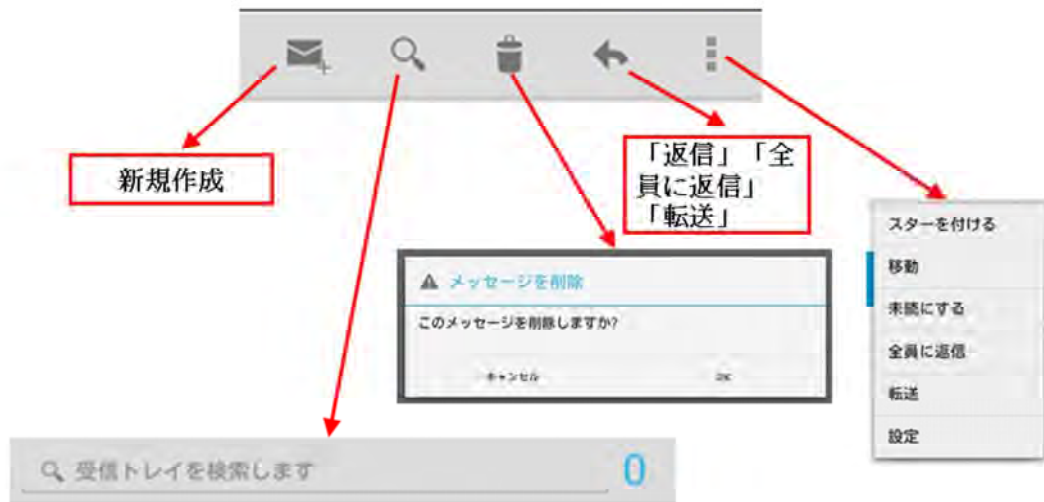 新規作成
「返信」「全
員に返信」
「転送」
スターを付ける
移動
未読にする
全員に返信
転送
設定
メッセージを削除
このメッセージを削除しますか?
キャンセル
OK
受信トレイを検索します
0